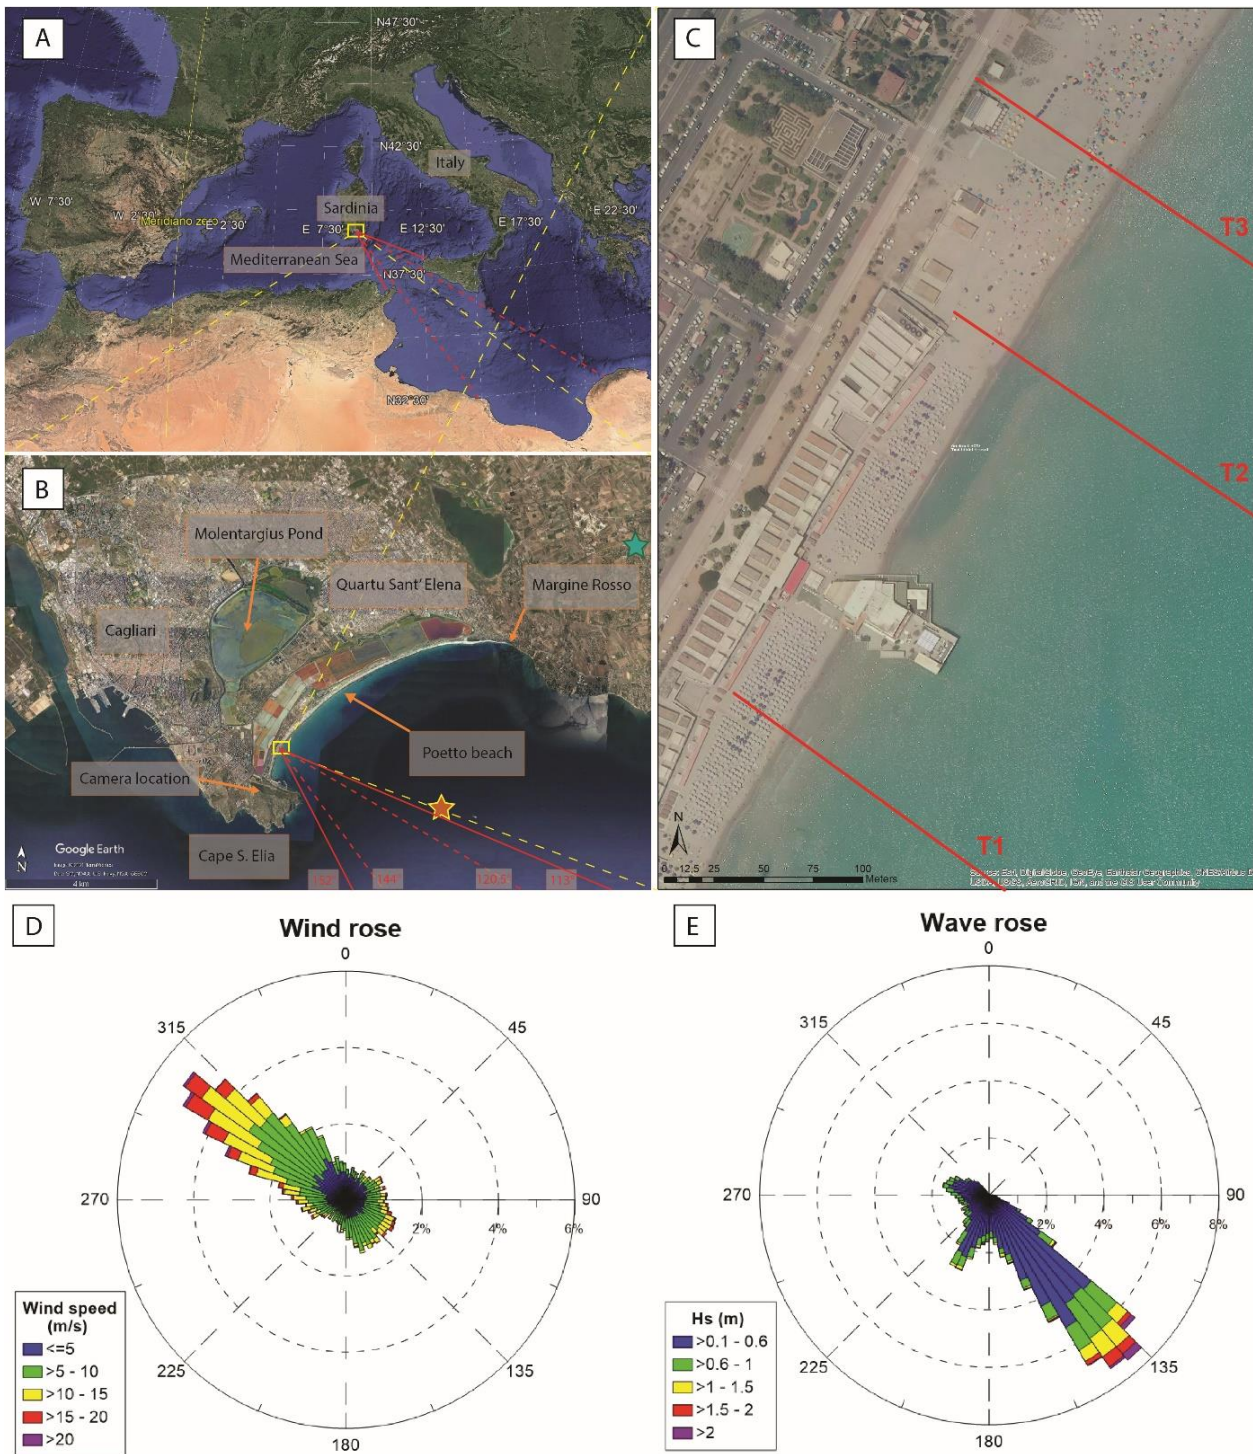 A
N47°30'
N42°30'
Italy
W 7°30'
W 2°30'
Meridiano zero
E 2°30'
Sardinia
E 7°30'
E 12°30'
E 17°30'
E 22°30'
Mediterranean Sea
N37°30'
N32°30'
B
Molentargius Pond
Quartu Sant' Elena
Margine Rosso
Cagliari
Poetto beach
Camera location
Google Earth
N
Cape S. Elia
4 km
152°
144°
120,5°
113°
C
T3
T2
T1
N
0 12.5 25 50 75 100
Meters
D
Wind rose
0
45
90
135
180
225
270
315
2%
4%
6%
Wind speed
(m/s)
<=5
>5 - 10
>10 - 15
>15 - 20
>20
E
Wave rose
0
45
90
135
180
225
270
315
2%
4%
6%
8%
Hs (m)
>0.1 - 0.6
>0.6 - 1
>1 - 1.5
>1.5 - 2
>2